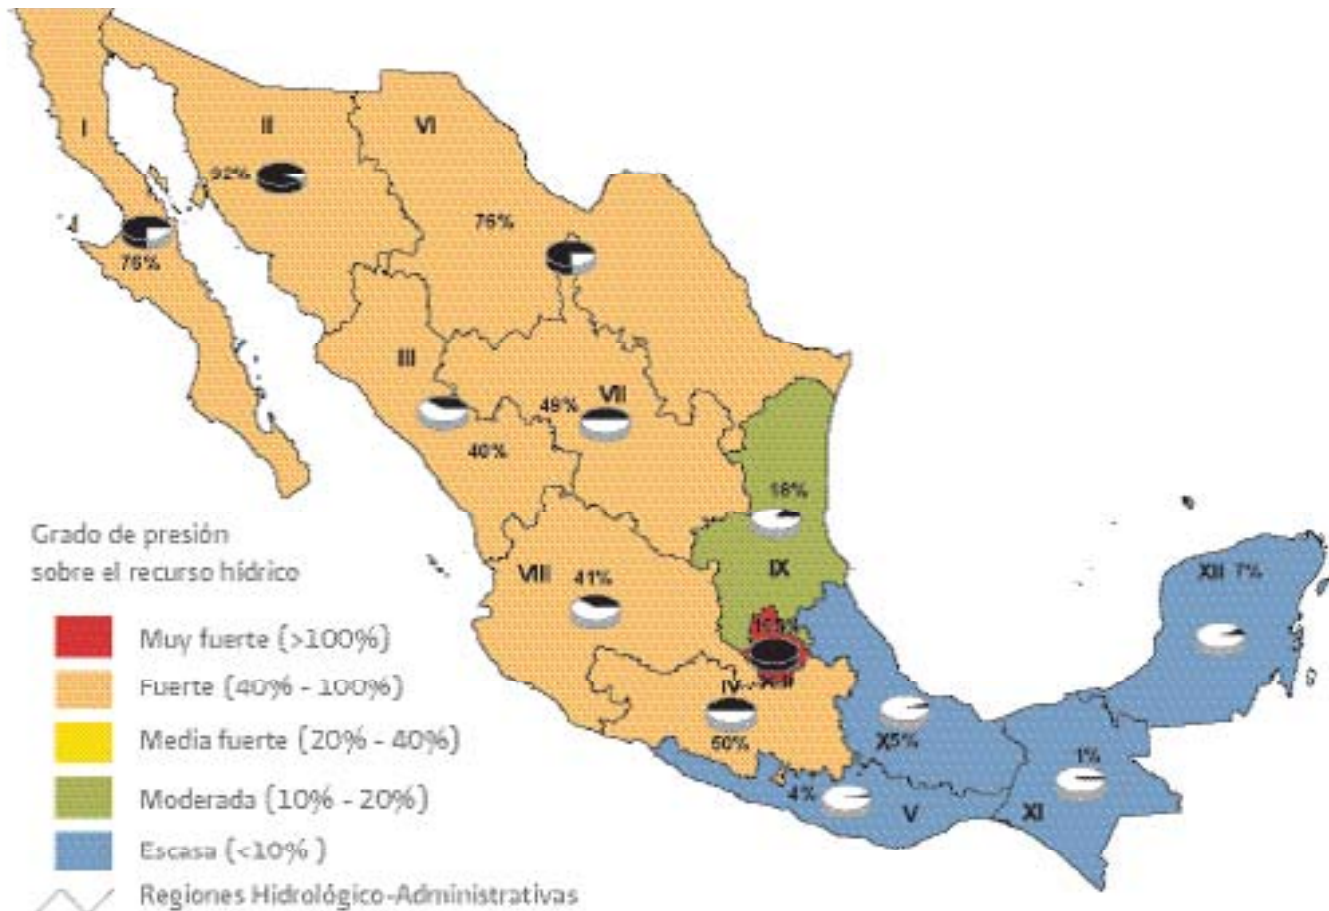 I
II
VI
92%
76%
76%
III
VII
49%
40%
18%
IX
VIII
41%
XII 7%
IV
50%
X 5%
1%
4%
V
XI
Grado de presión
sobre el recurso hídrico
Muy fuerte (>100%)
Fuerte (40% - 100%)
Media fuerte (20% - 40%)
Moderada (10% - 20%)
Escasa (<10% )
Regiones Hidrológico-Administrativas